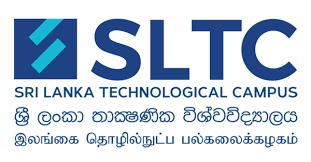 SLTC
SRI LANKA TECHNOLOGICAL CAMPUS
ශ්‍රී ලංකා තාක්ෂණික විශ්වවිද්‍යාලය
இலங்கை தொழில்நுட்ப பல்கலைக்கழகம்